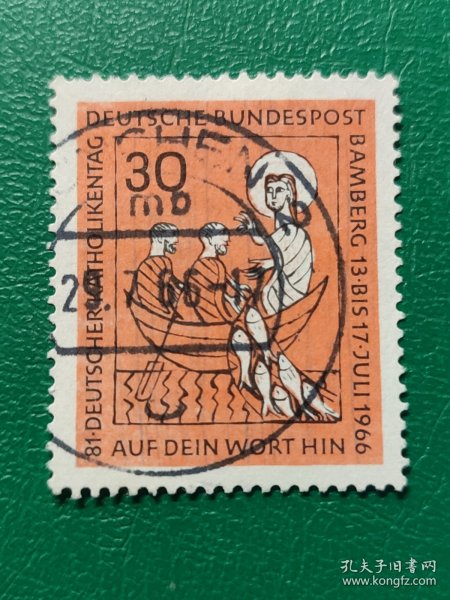 DEUTSCHE BUNDESPOST
81·DEUTSCHER KATHOLIKENTAG
BAMBERG 13·BIS 17·JULI 1966
30
AUF DEIN WORT HIN
孔夫子旧书网
www.kongfz.com